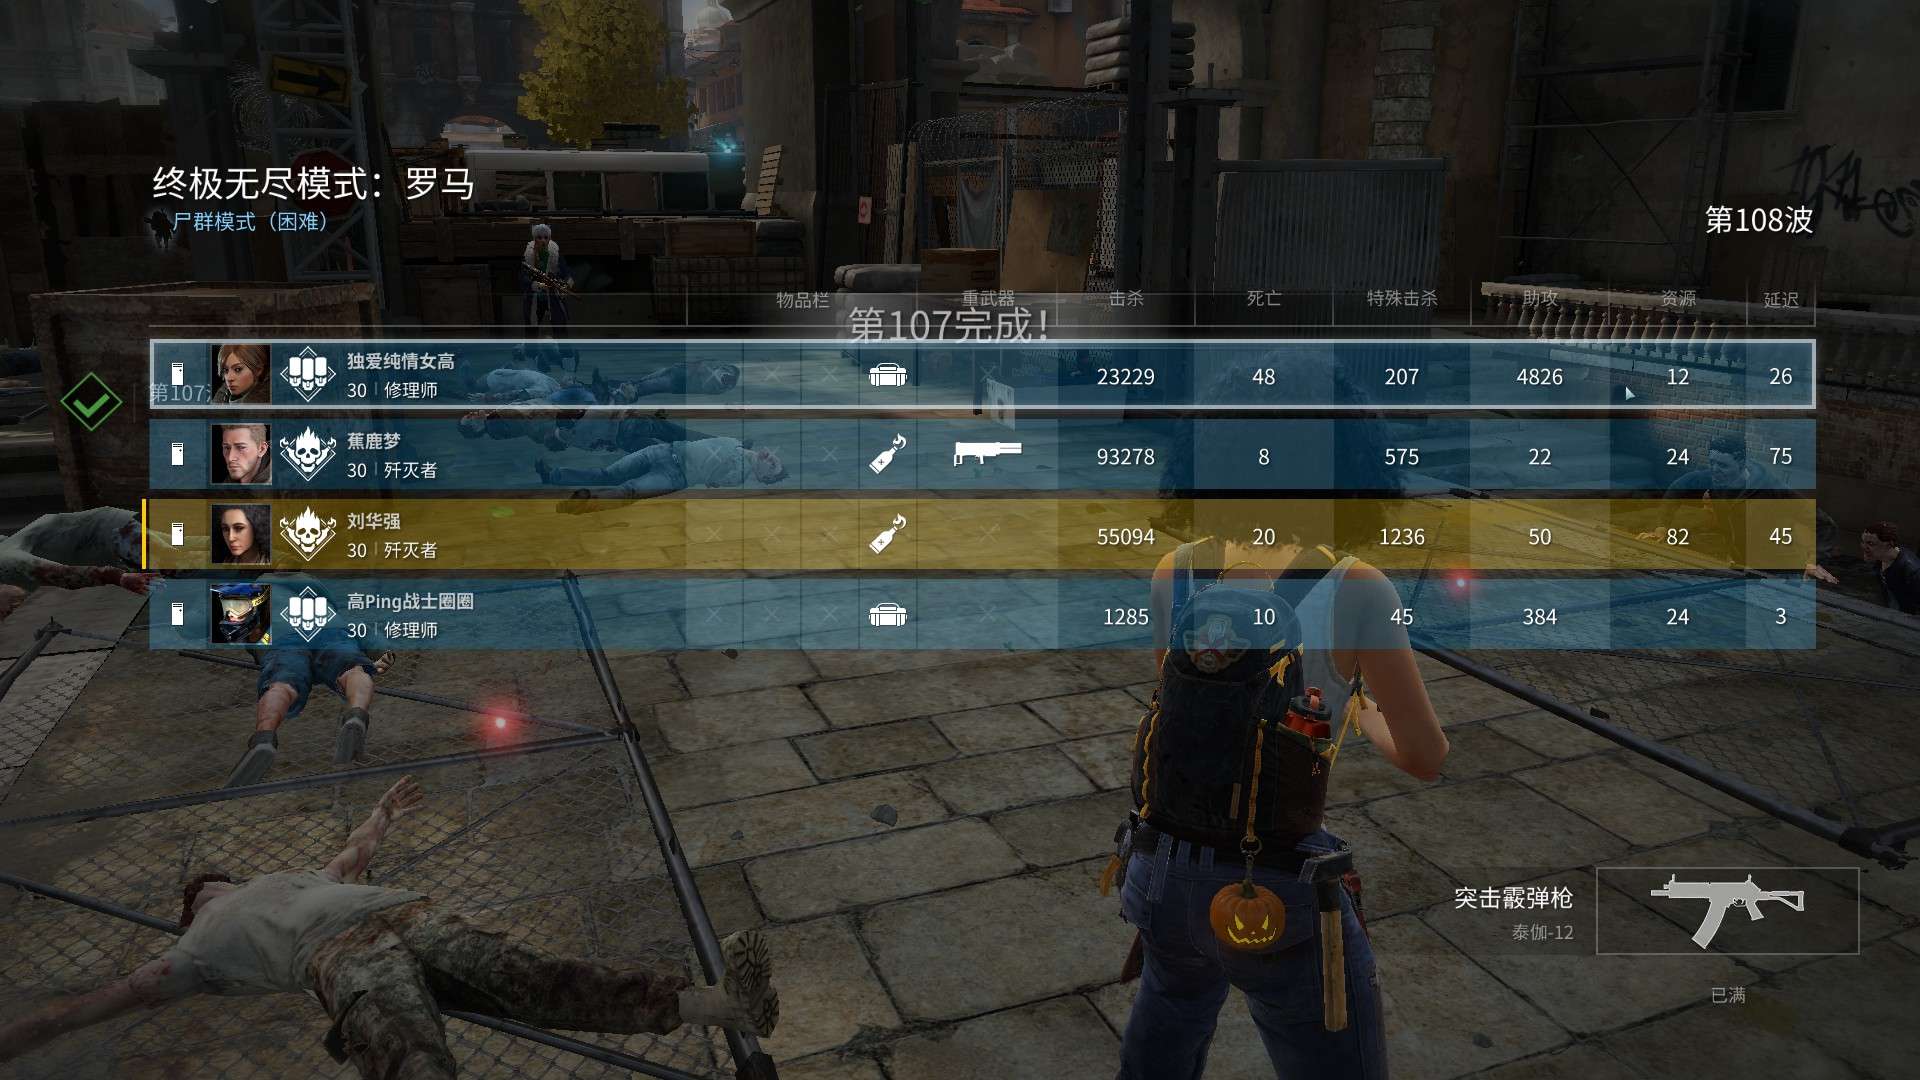 终极无尽模式：罗马
尸群模式（困难）
第108波
物品栏 重武器 击杀 死亡 特殊击杀 助攻 资源 延迟
第107完成！
独爱纯情女高
30 修理师
23229 48 207 4826 12 26
第107
蕉鹿梦
30 歼灭者
93278 8 575 22 24 75
刘华强
30 歼灭者
55094 20 1236 50 82 45
高Ping战士圈圈
30 修理师
1285 10 45 384 24 3
突击霰弹枪
泰伽-12
已满